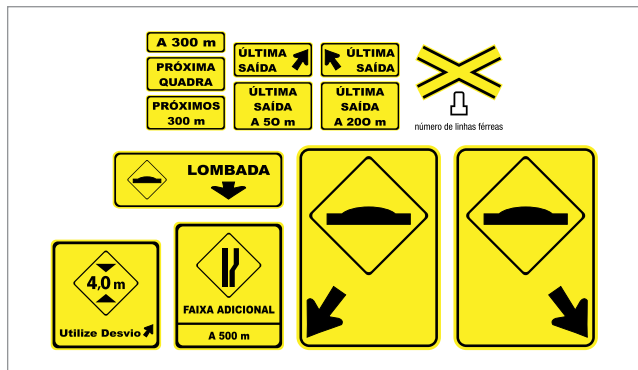 A 300 m
PRÓXIMA
QUADRA
PRÓXIMOS
300 m
ÚLTIMA
SAÍDA
ÚLTIMA
SAÍDA
A 50 m
ÚLTIMA
SAÍDA
ÚLTIMA
SAÍDA
A 200 m
número de linhas férreas
LOMBADA
4,0 m
Utilize Desvio
FAIXA ADICIONAL
A 500 m